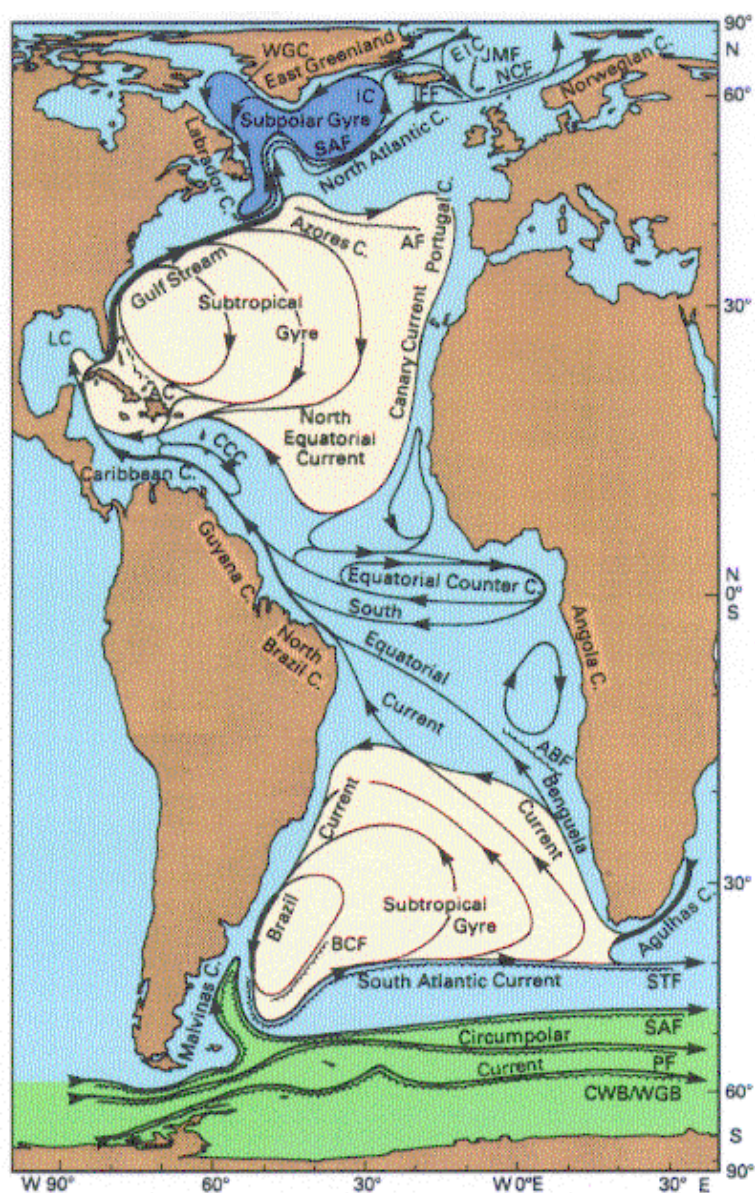 90°
N
WGC
East Greenland C.
EIC
JMF
NCF
Norwegian C.
IC
IFF
60°
Subpolar Gyre
SAF
Labrador C.
North Atlantic C.
Azores C.
AF
Portugal C.
Gulf Stream
Subtropical
Gyre
30°
LC
AC
Canary Current
North
Equatorial
Current
CCC
Caribbean C.
Guyana C.
Equatorial Counter C.
N
0°
S
South
Equatorial
Current
North
Brazil C.
Angola C.
ABF
Benguela
Current
Current
Brazil
30°
Subtropical
Gyre
BCF
Agulhas C.
South Atlantic Current
STF
Malvinas C.
SAF
Circumpolar
Current
PF
CWB/WGB
60°
S
90°
W 90°
60°
30°
W 0°E
30°
E